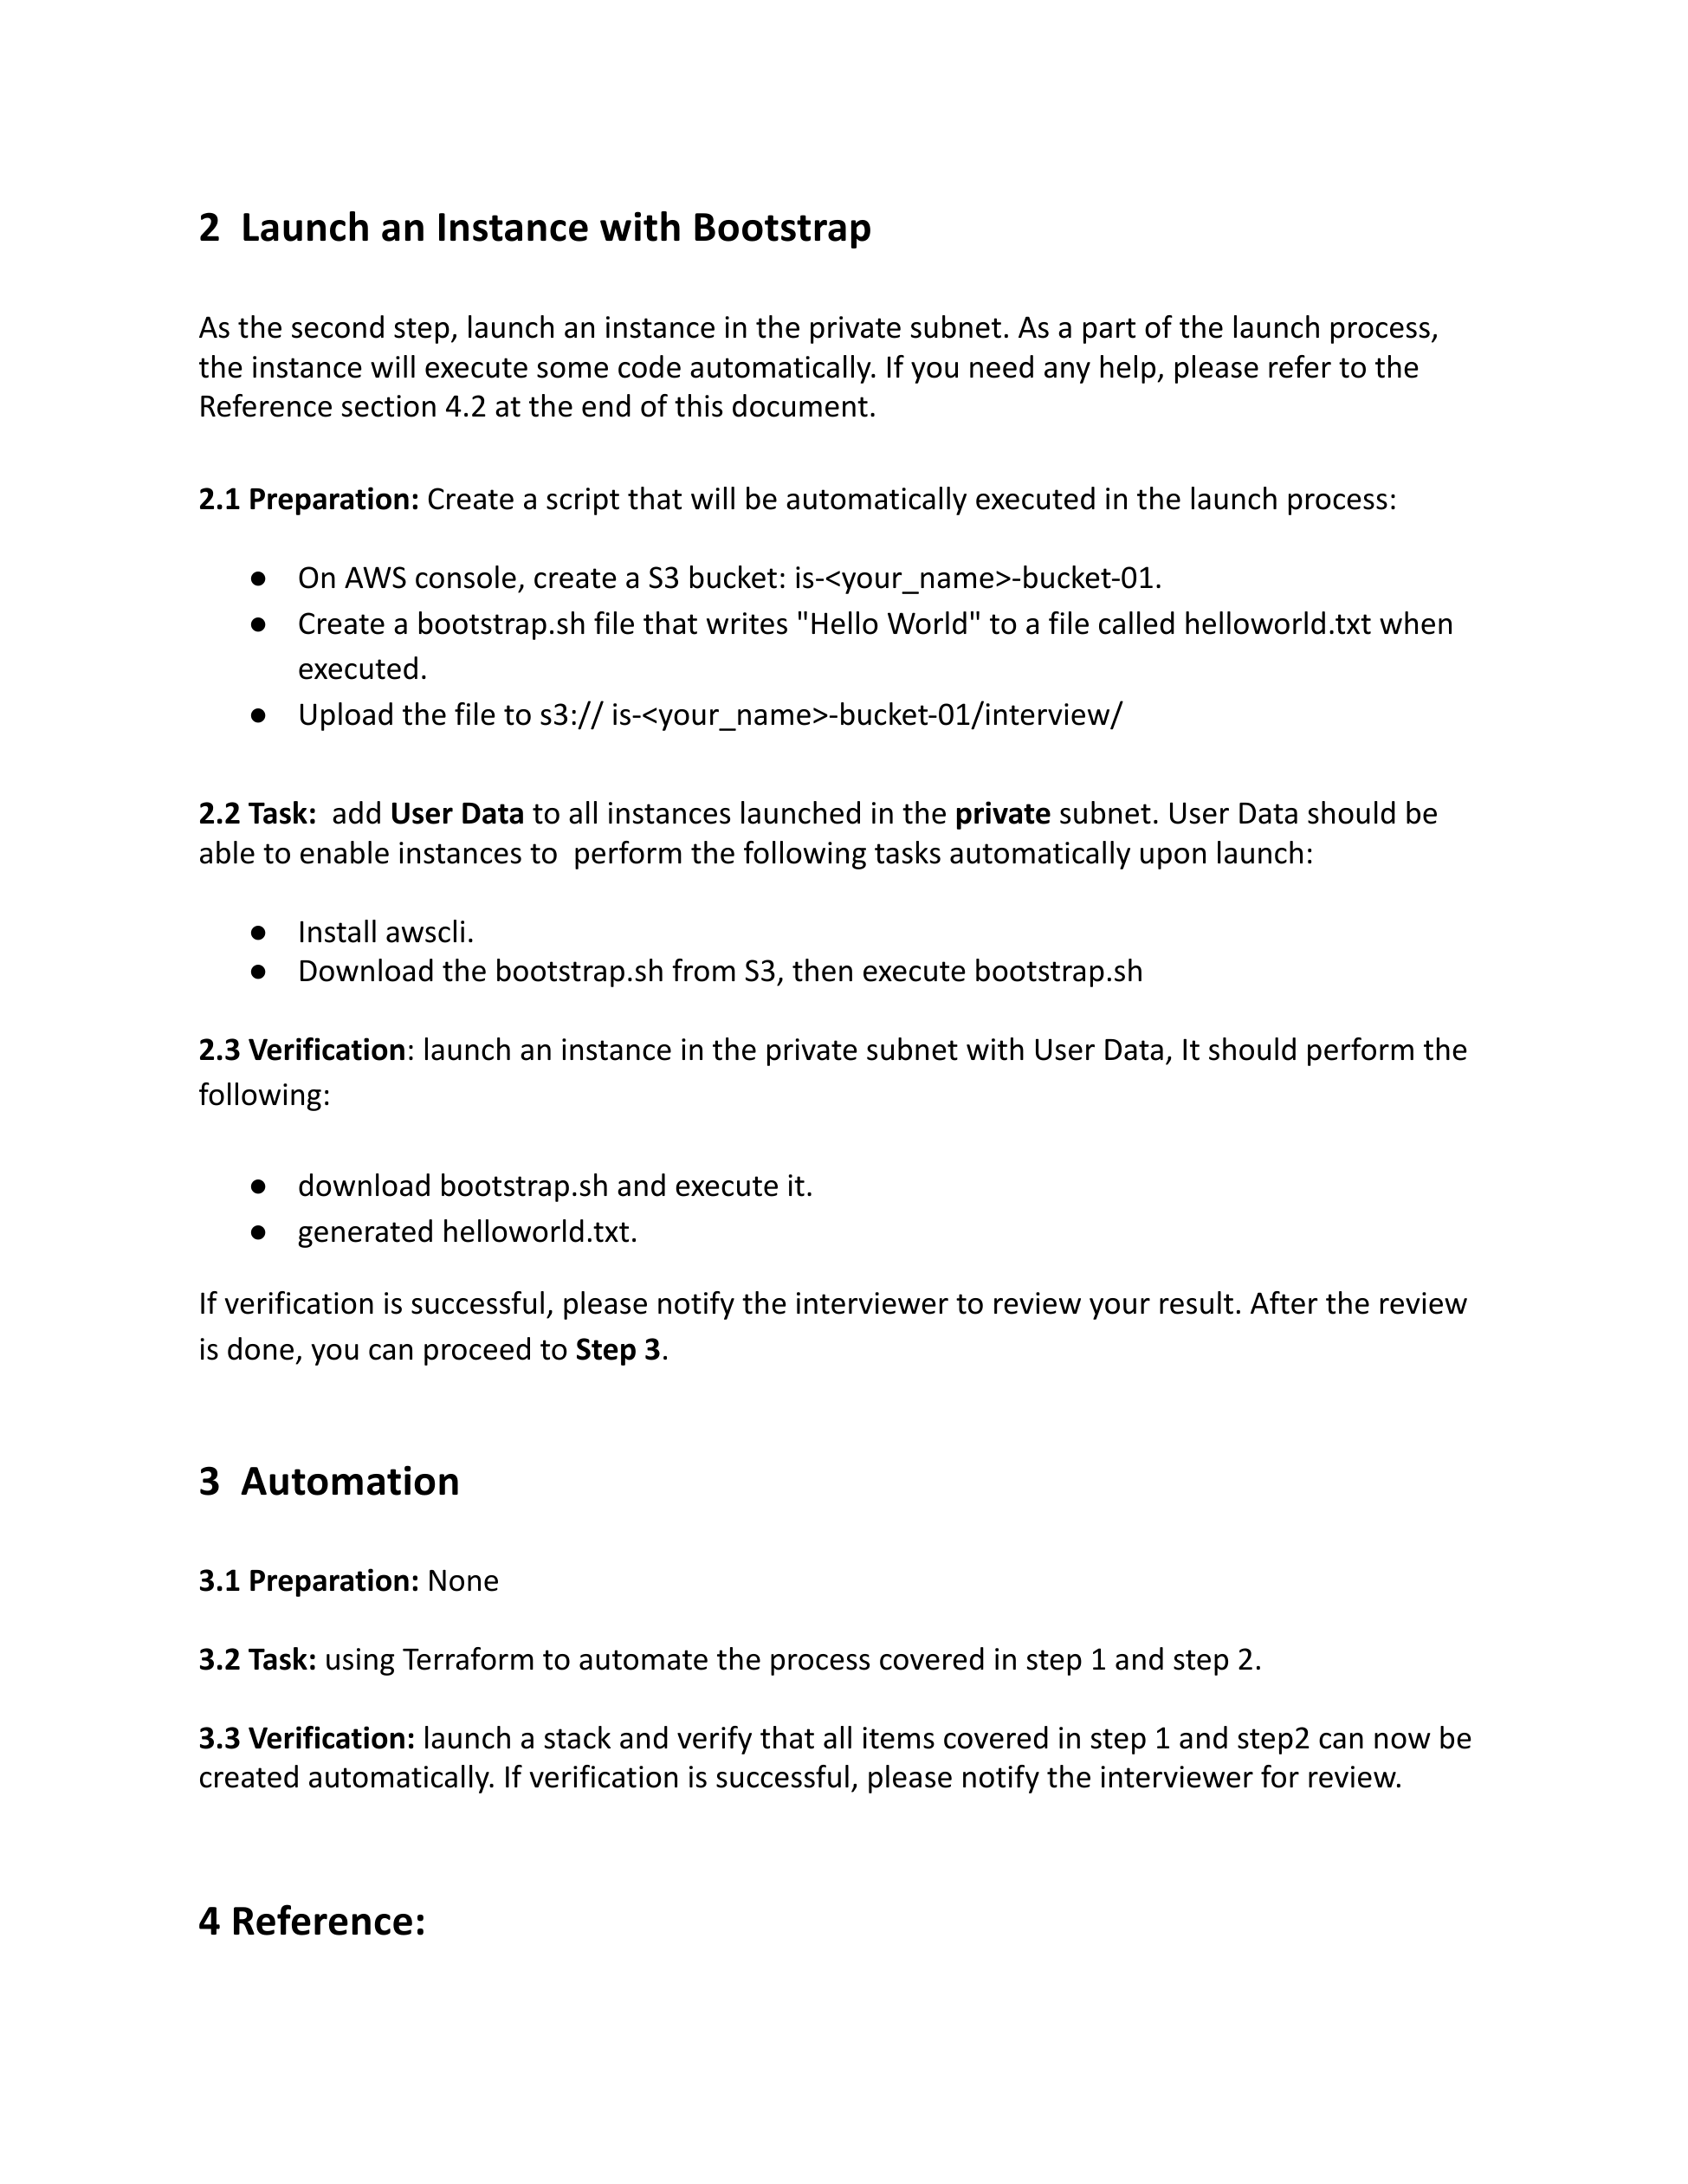 2  Launch an Instance with Bootstrap
As the second step, launch an instance in the private subnet. As a part of the launch process,
the instance will execute some code automatically. If you need any help, please refer to the
Reference section 4.2 at the end of this document.
2.1 Preparation: Create a script that will be automatically executed in the launch process:
● On AWS console, create a S3 bucket: is-<your_name>-bucket-01.
● Create a bootstrap.sh file that writes "Hello World" to a file called helloworld.txt when
executed.
● Upload the file to s3:// is-<your_name>-bucket-01/interview/
2.2 Task:  add User Data to all instances launched in the private subnet. User Data should be
able to enable instances to  perform the following tasks automatically upon launch:
● Install awscli.
● Download the bootstrap.sh from S3, then execute bootstrap.sh
2.3 Verification: launch an instance in the private subnet with User Data, It should perform the
following:
● download bootstrap.sh and execute it.
● generated helloworld.txt.
If verification is successful, please notify the interviewer to review your result. After the review
is done, you can proceed to Step 3.
3  Automation
3.1 Preparation: None
3.2 Task: using Terraform to automate the process covered in step 1 and step 2.
3.3 Verification: launch a stack and verify that all items covered in step 1 and step2 can now be
created automatically. If verification is successful, please notify the interviewer for review.
4 Reference: